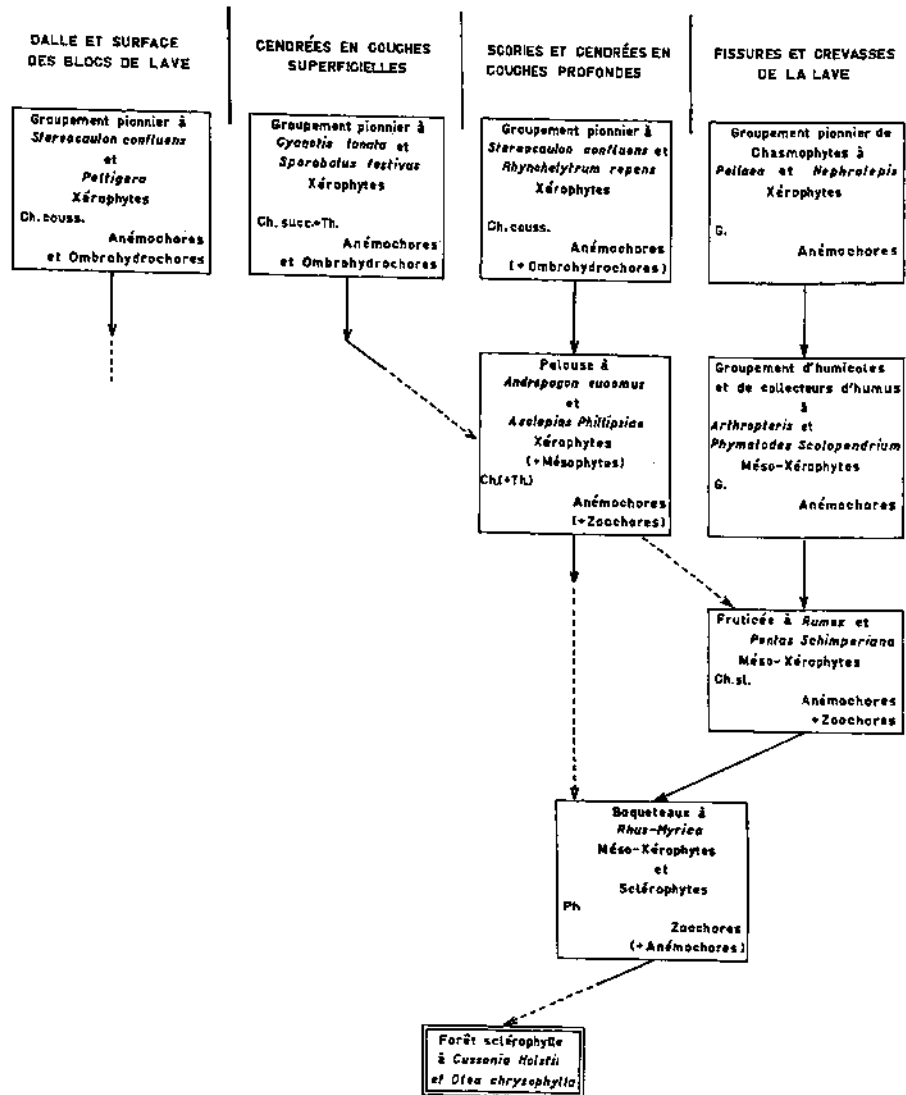 DALLE ET SURFACE
DES BLOCS DE LAVE
CENDRÉES EN COUCHES
SUPERFICIELLES
SCORIES ET CENDRÉES EN
COUCHES PROFONDES
FISSURES ET CREVASSES
DE LA LAVE
Groupement pionnier à
Stereocaulon confluens
et
Peltigera
Xérophytes
Ch. couss.
Anémochores
et Ombrohydrochores
Groupement pionnier à
Cyanotis lanata et
Sporobolus festivus
Xérophytes
Ch. succ.+Th.
Anémochores
et Ombrohydrochores
Groupement pionnier à
Stereocaulon confluens et
Rhynchelytrum repens
Xérophytes
Ch. couss.
Anémochores
(+ Ombrohydrochores)
Groupement pionnier de
Chasmophytes à
Pellaea et Nephrolepis
Xérophytes
G.
Anémochores
Pelouse à
Andropogon euoomus
et
Asclepias Phillipsiae
Xérophytes
(+Mésophytes)
Ch.(+Th.)
Anémochores
(+Zoochores)
Groupement d'humicoles
et de collecteurs d'humus
à
Arthropteris et
Phymatodes Scolopendrium
Méso-Xérophytes
G.
Anémochores
Fruticée à Rumex et
Pentas Schimperiana
Méso-Xérophytes
Ch. sl.
Anémochores
+Zoochores
Boqueteaux à
Rhus-Myrica
Méso-Xérophytes
et
Sclérophytes
Ph.
Zoochores
(+Anémochores)
Forêt sclérophylle
à Cussonia Holstii
et Olea chrysophylla